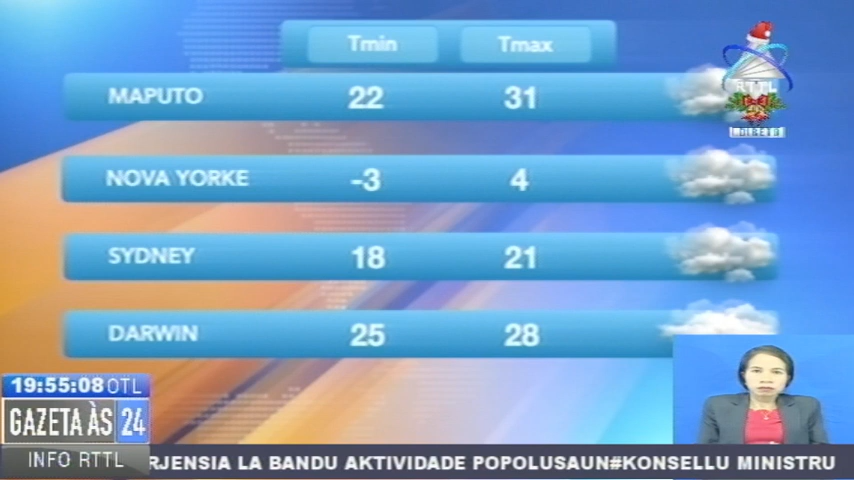 Tmin Tmax
MAPUTO 22 31
RTTL
NOVA YORKE -3 4
SYDNEY 18 21
DARWIN 25 28
19:55:08 OTL
GAZETA ÀS 24
INFO RTTL RJENSIA LA BANDU AKTIVIDADE POPOLUSAUN#KONSELLU MINISTRU